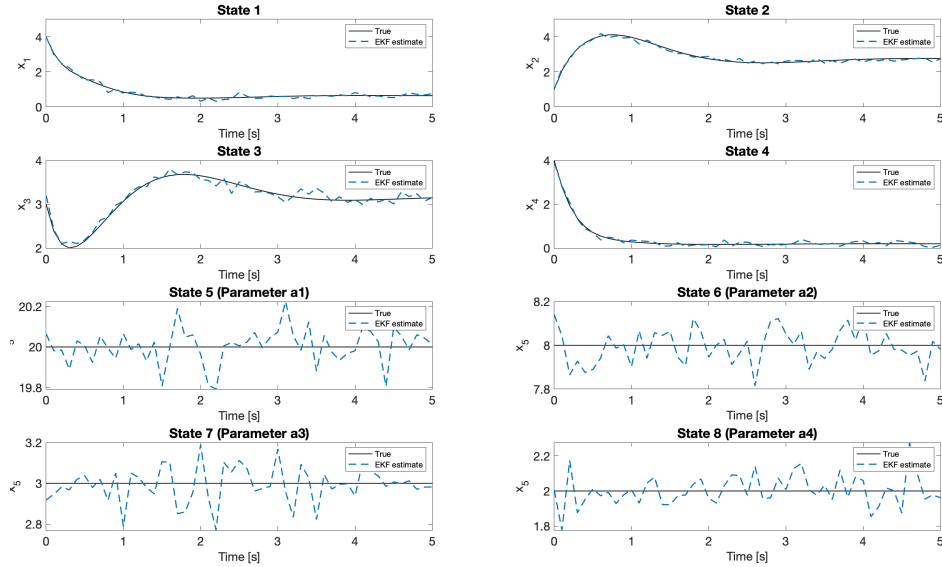 State 1
State 2
4
2
0
x1
True
EKF estimate
0 1 2 3 4 5
Time [s]
4
2
0
x2
True
EKF estimate
0 1 2 3 4 5
Time [s]
State 3
State 4
4
3
2
x3
True
EKF estimate
0 1 2 3 4 5
Time [s]
4
2
0
x4
True
EKF estimate
0 1 2 3 4 5
Time [s]
State 5 (Parameter a1)
State 6 (Parameter a2)
20.2
20
19.8
True
EKF estimate
0 1 2 3 4 5
Time [s]
8.2
8
7.8
x5
True
EKF estimate
0 1 2 3 4 5
Time [s]
State 7 (Parameter a3)
State 8 (Parameter a4)
3.2
3
2.8
x5
True
EKF estimate
0 1 2 3 4 5
Time [s]
2.2
2
1.8
x5
True
EKF estimate
0 1 2 3 4 5
Time [s]